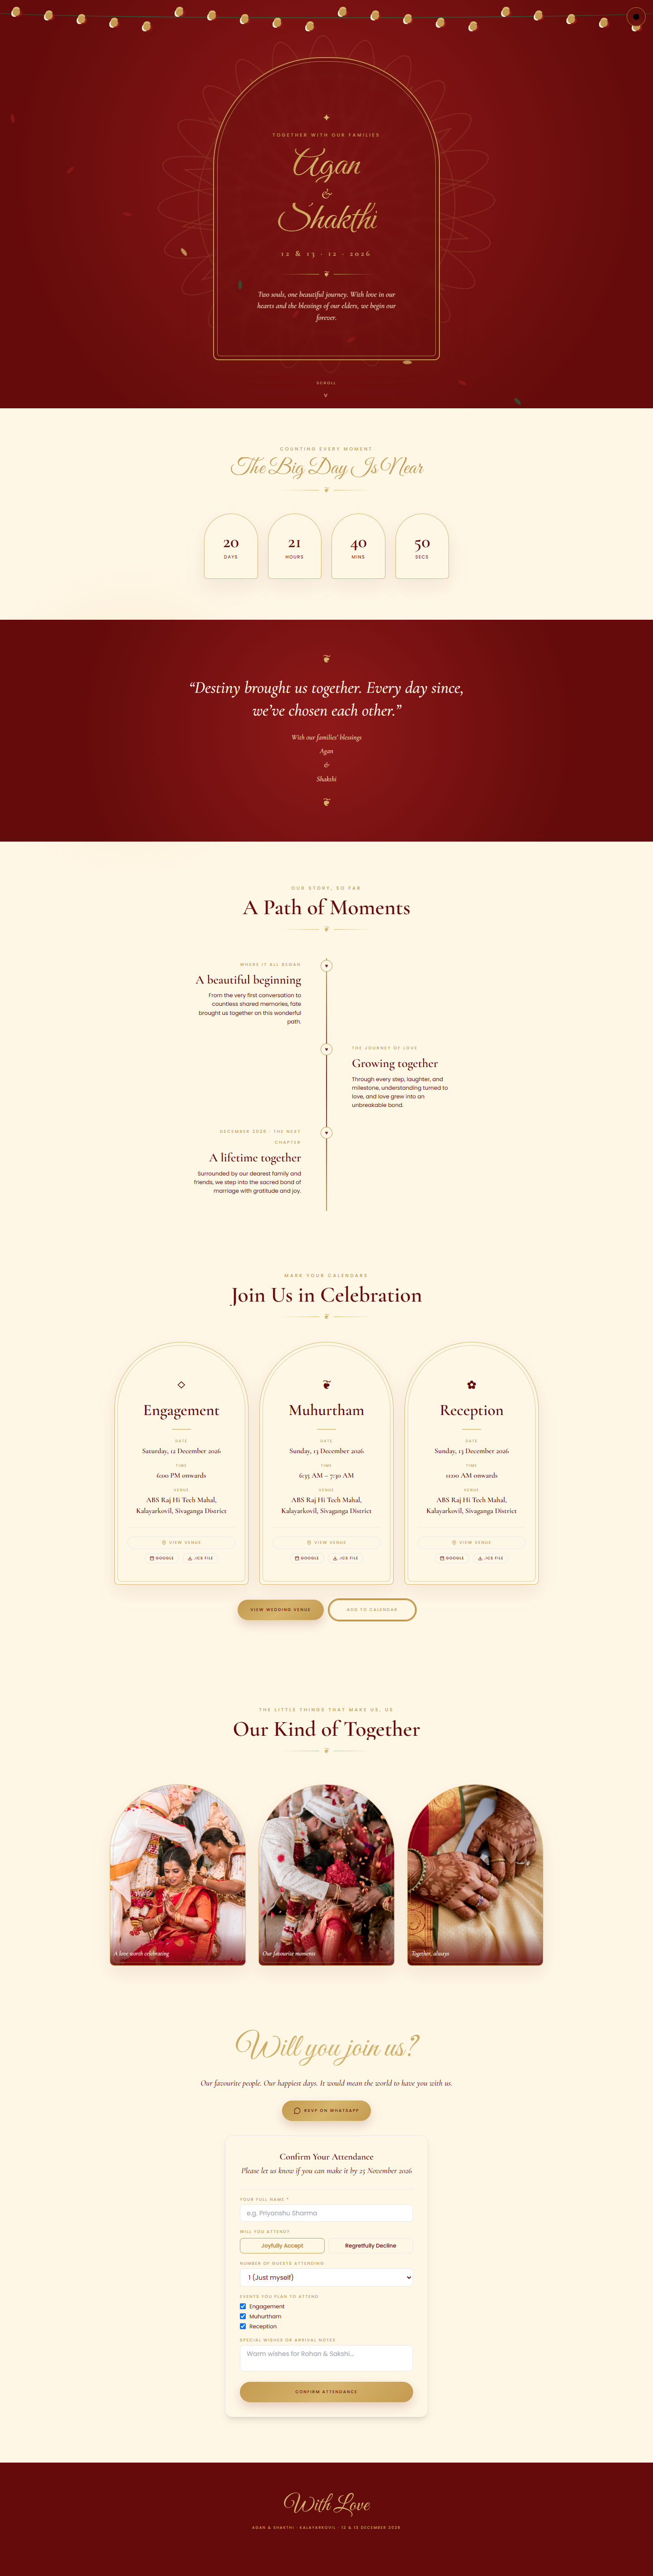 TOGETHER WITH OUR FAMILIES
Agan
&
Shakthi
12 & 13 · 12 · 2026
Two souls, one beautiful journey. With love in our
hearts and the blessings of our elders, we begin our
forever.
SCROLL
COUNTING EVERY MOMENT
The Big Day Is Near
20
DAYS
21
HOURS
40
MINS
50
SECS
“Destiny brought us together. Every day since,
we’ve chosen each other.”
With our families' blessings
Agan
&
Shakthi
OUR STORY, SO FAR
A Path of Moments
WHERE IT ALL BEGAN
A beautiful beginning
From the very first conversation to
countless shared memories, fate
brought us together on this wonderful
path.
THE JOURNEY OF LOVE
Growing together
Through every step, laughter, and
milestone, understanding turned to
love, and love grew into an
unbreakable bond.
DECEMBER 2026 · THE NEXT
CHAPTER
A lifetime together
Surrounded by our dearest family and
friends, we step into the sacred bond of
marriage with gratitude and joy.
MARK YOUR CALENDARS
Join Us in Celebration
Engagement
DATE
Saturday, 12 December 2026
TIME
6:00 PM onwards
VENUE
ABS Raj Hi Tech Mahal,
Kalayarkovil, Sivaganga District
VIEW VENUE
GOOGLE
.ICS FILE
Muhurtham
DATE
Sunday, 13 December 2026
TIME
6:35 AM – 7:30 AM
VENUE
ABS Raj Hi Tech Mahal,
Kalayarkovil, Sivaganga District
VIEW VENUE
GOOGLE
.ICS FILE
Reception
DATE
Sunday, 13 December 2026
TIME
11:00 AM onwards
VENUE
ABS Raj Hi Tech Mahal,
Kalayarkovil, Sivaganga District
VIEW VENUE
GOOGLE
.ICS FILE
VIEW WEDDING VENUE
ADD TO CALENDAR
THE LITTLE THINGS THAT MAKE US, US
Our Kind of Together
A love worth celebrating
Our favourite moments
Together, always
Will you join us?
Our favourite people. Our happiest days. It would mean the world to have you with us.
RSVP ON WHATSAPP
Confirm Your Attendance
Please let us know if you can make it by 25 November 2026
YOUR FULL NAME *
e.g. Priyanshu Sharma
WILL YOU ATTEND?
Joyfully Accept
Regretfully Decline
NUMBER OF GUESTS ATTENDING
1 (Just myself)
EVENTS YOU PLAN TO ATTEND
Engagement
Muhurtham
Reception
SPECIAL WISHES OR ARRIVAL NOTES
Warm wishes for Rohan & Sakshi...
CONFIRM ATTENDANCE
With Love
AGAN & SHAKTHI · KALAYARKOVIL · 12 & 13 DECEMBER 2026